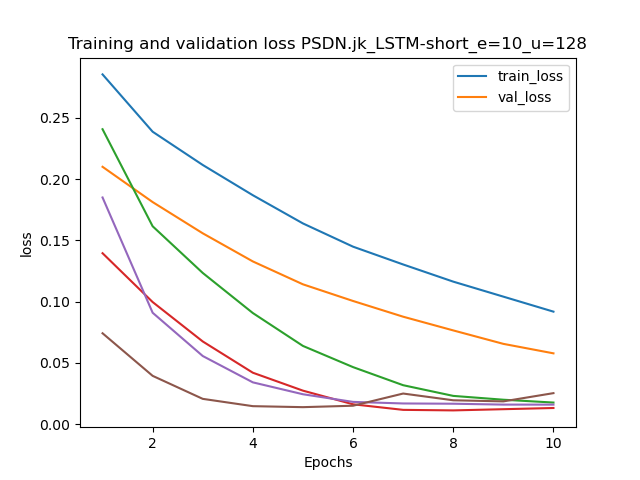 Training and validation loss PSDN.jk_LSTM-short_e=10_u=128
train_loss
val_loss
0.25
0.20
0.15
0.10
0.05
0.00
loss
2
4
6
8
10
Epochs